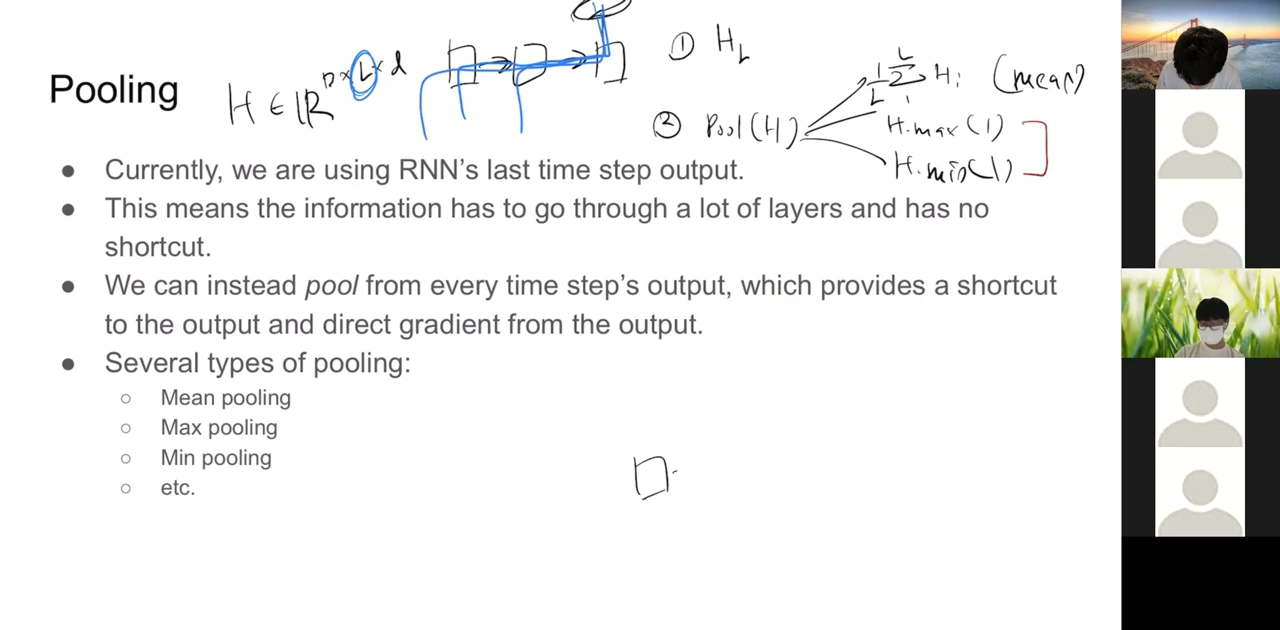 Pooling
H ∈ ℝ^D×L×d
① H_L
② Pool(H)
1/L Σ H_i (mean)
H.max(1)
H.min(1)
● Currently, we are using RNN’s last time step output.
● This means the information has to go through a lot of layers and has no
shortcut.
● We can instead pool from every time step’s output, which provides a shortcut
to the output and direct gradient from the output.
● Several types of pooling:
○ Mean pooling
○ Max pooling
○ Min pooling
○ etc.